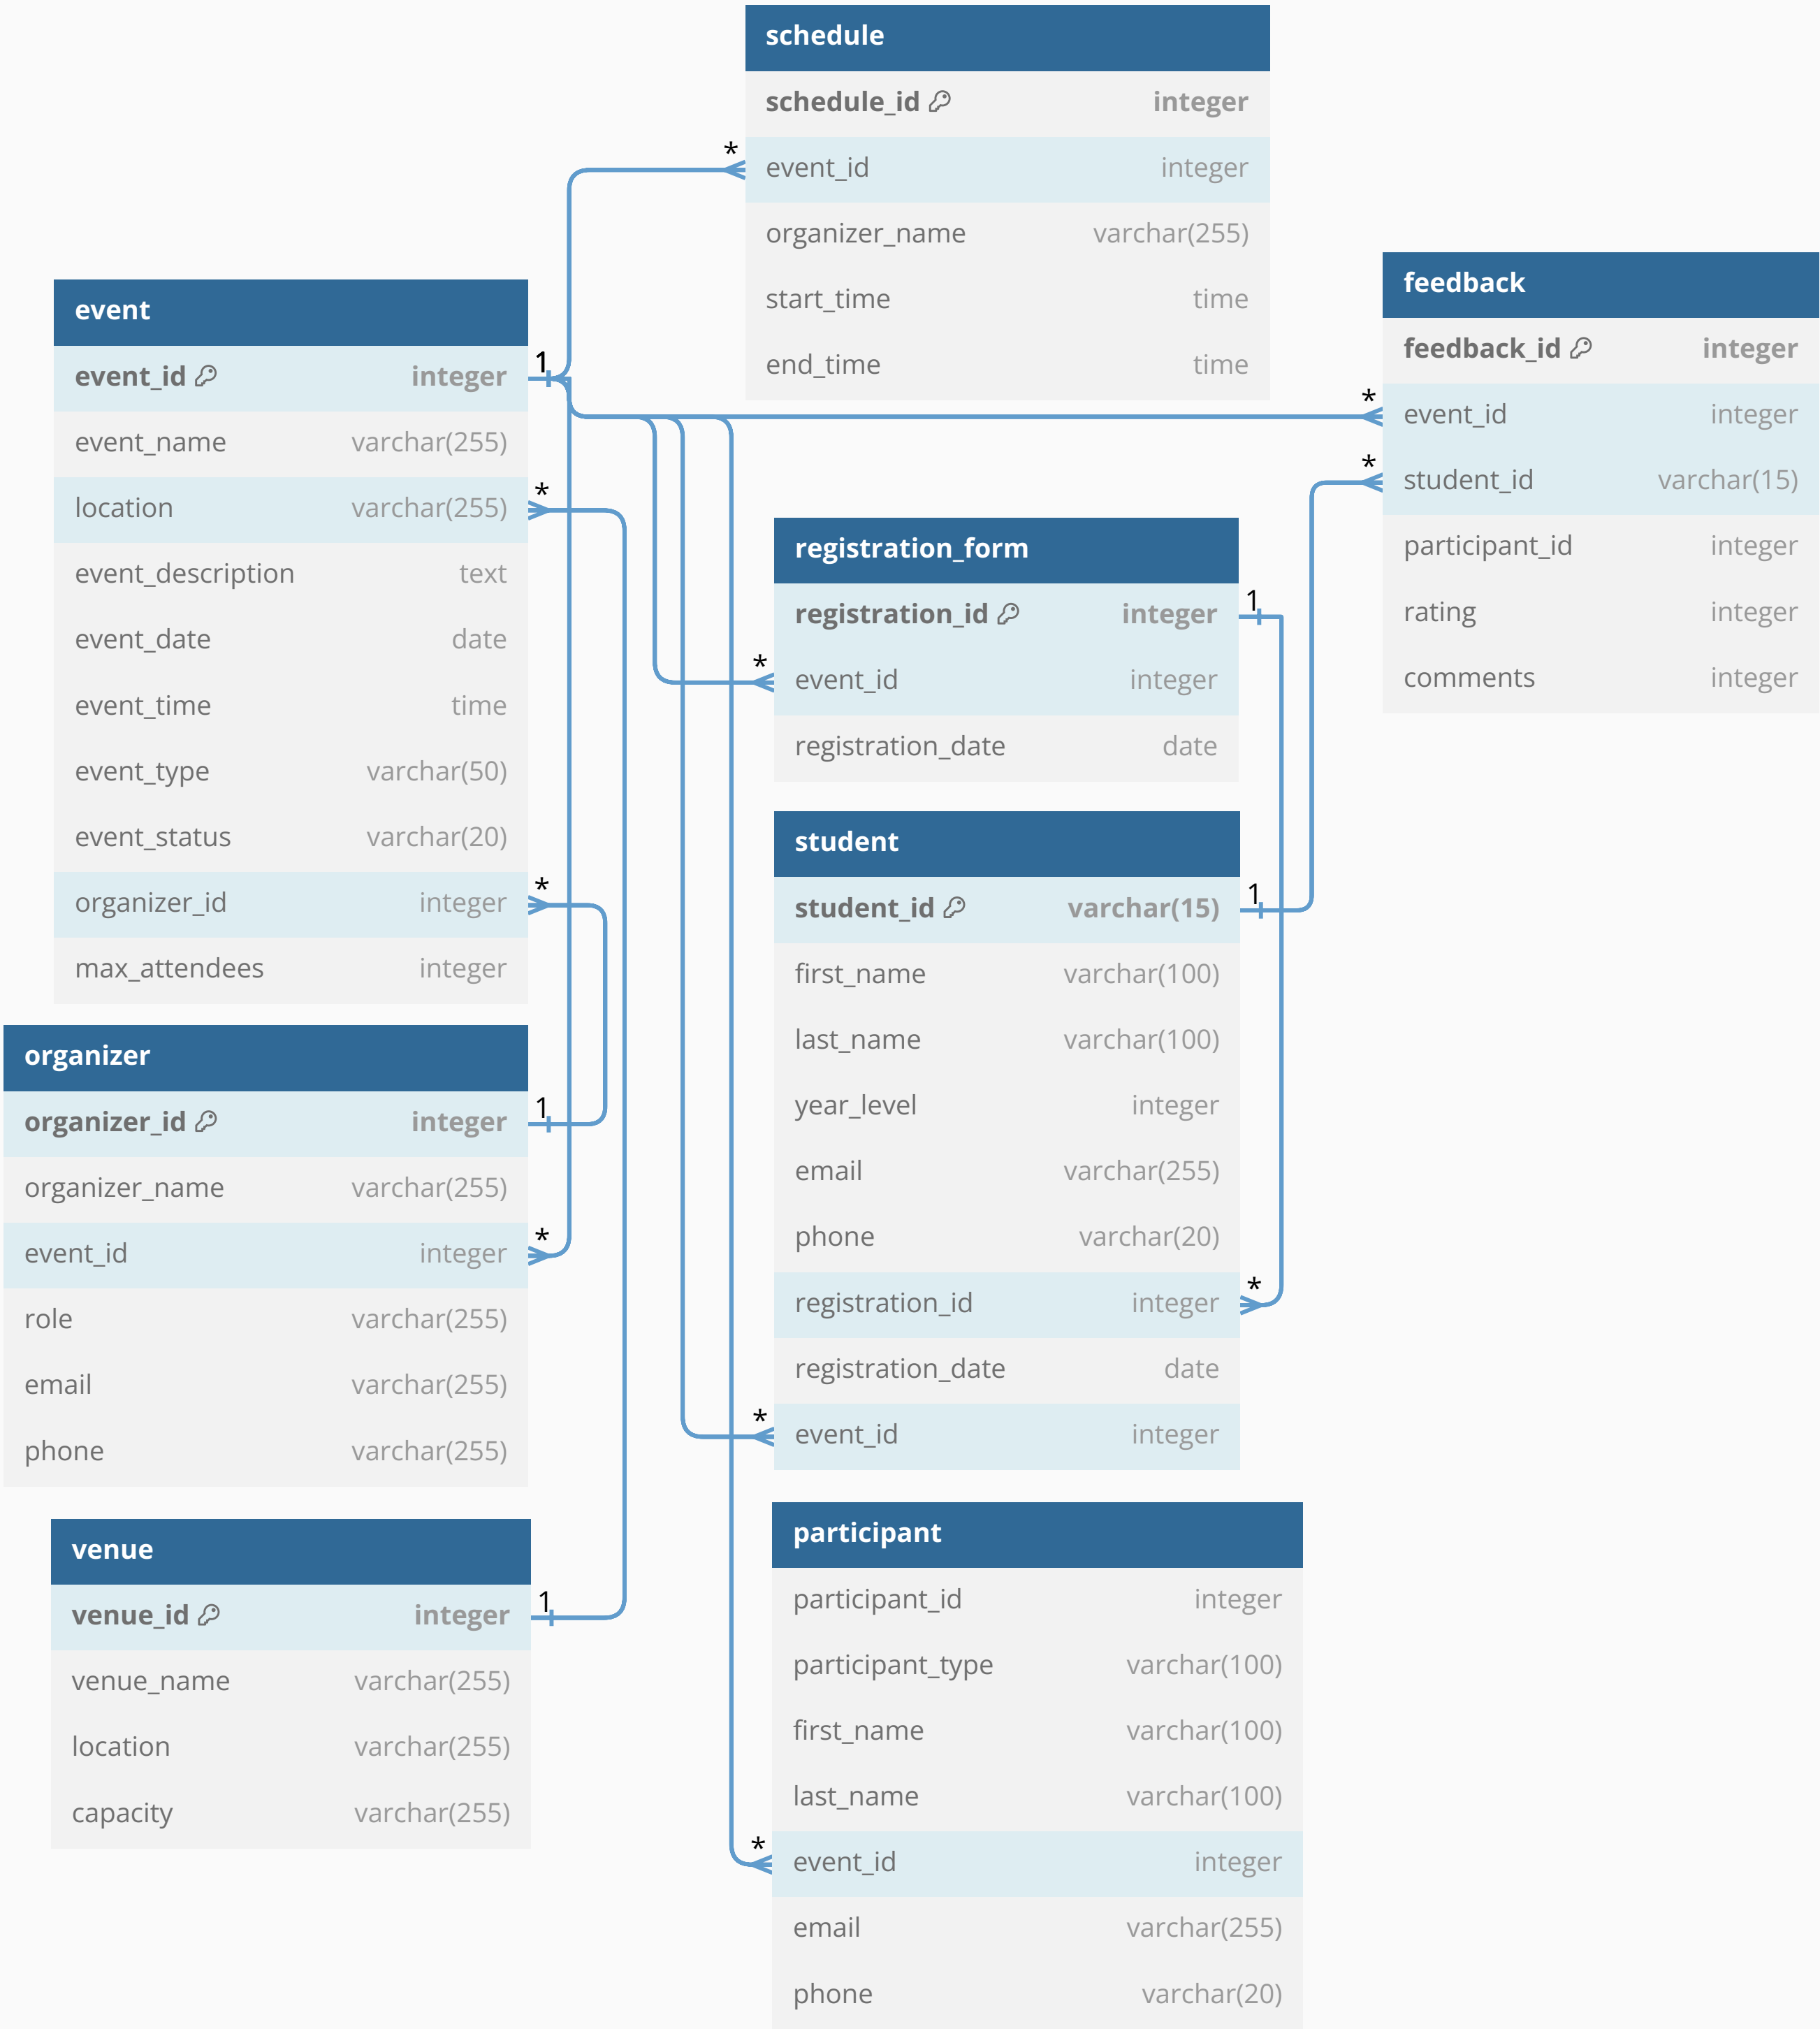 schedule
schedule_id integer
*
event_id integer
organizer_name varchar(255)
start_time time
end_time time
event
1
event_id integer
event_name varchar(255)
*
location varchar(255)
event_description text
event_date date
event_time time
event_type varchar(50)
event_status varchar(20)
*
organizer_id integer
max_attendees integer
organizer
1
organizer_id integer
organizer_name varchar(255)
*
event_id integer
role varchar(255)
email varchar(255)
phone varchar(255)
venue
1
venue_id integer
venue_name varchar(255)
location varchar(255)
capacity varchar(255)
registration_form
1
registration_id integer
*
event_id integer
registration_date date
student
1
student_id varchar(15)
first_name varchar(100)
last_name varchar(100)
year_level integer
email varchar(255)
phone varchar(20)
*
registration_id integer
registration_date date
*
event_id integer
participant
participant_id integer
participant_type varchar(100)
first_name varchar(100)
last_name varchar(100)
*
event_id integer
email varchar(255)
phone varchar(20)
feedback
feedback_id integer
*
event_id integer
*
student_id varchar(15)
participant_id integer
rating integer
comments integer